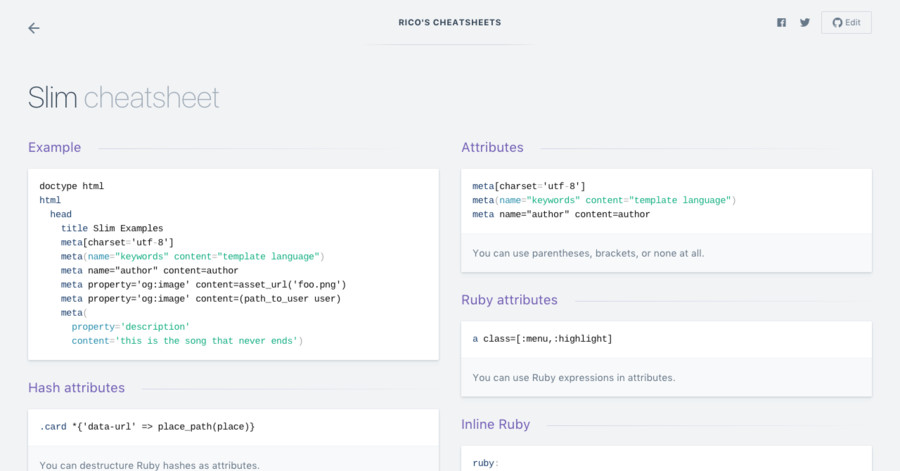 RICO'S CHEATSHEETS
Edit
Slim cheatsheet
Example
doctype html
html
head
title Slim Examples
meta[charset='utf-8']
meta(name="keywords" content="template language")
meta name="author" content=author
meta property='og:image' content=asset_url('foo.png')
meta property='og:image' content=(path_to_user user)
meta(
property='description'
content='this is the song that never ends')
Hash attributes
.card *{'data-url' => place_path(place)}
You can destructure Ruby hashes as attributes.
Attributes
meta[charset='utf-8']
meta(name="keywords" content="template language")
meta name="author" content=author
You can use parentheses, brackets, or none at all.
Ruby attributes
a class=[:menu,:highlight]
You can use Ruby expressions in attributes.
Inline Ruby
ruby: